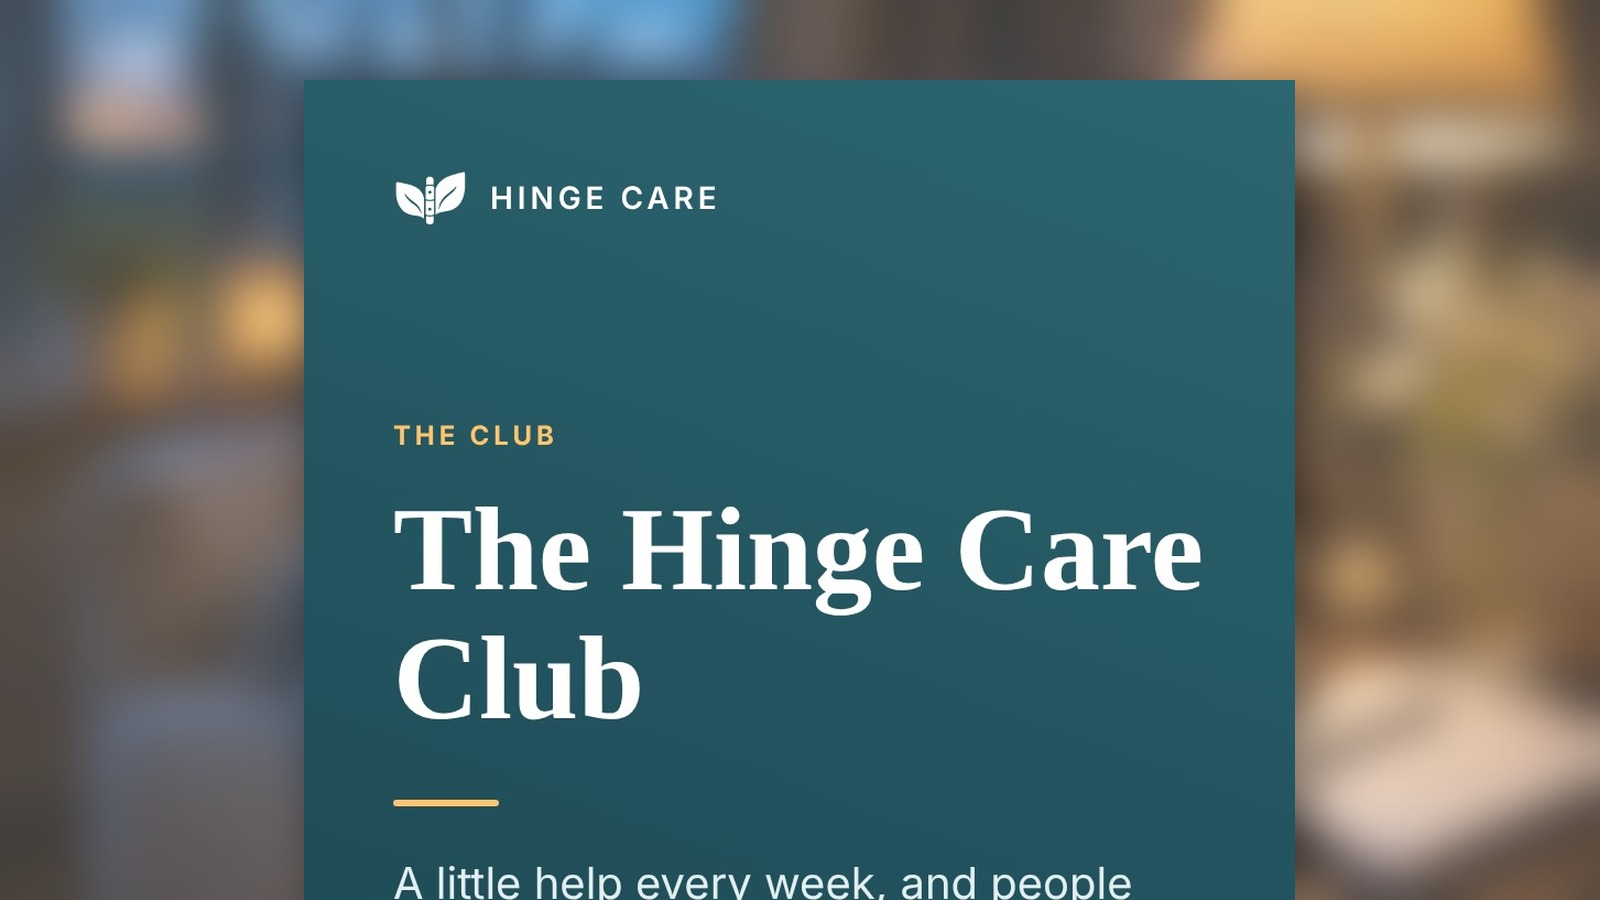 HINGE CARE
THE CLUB
The Hinge Care
Club
A little help every week, and people